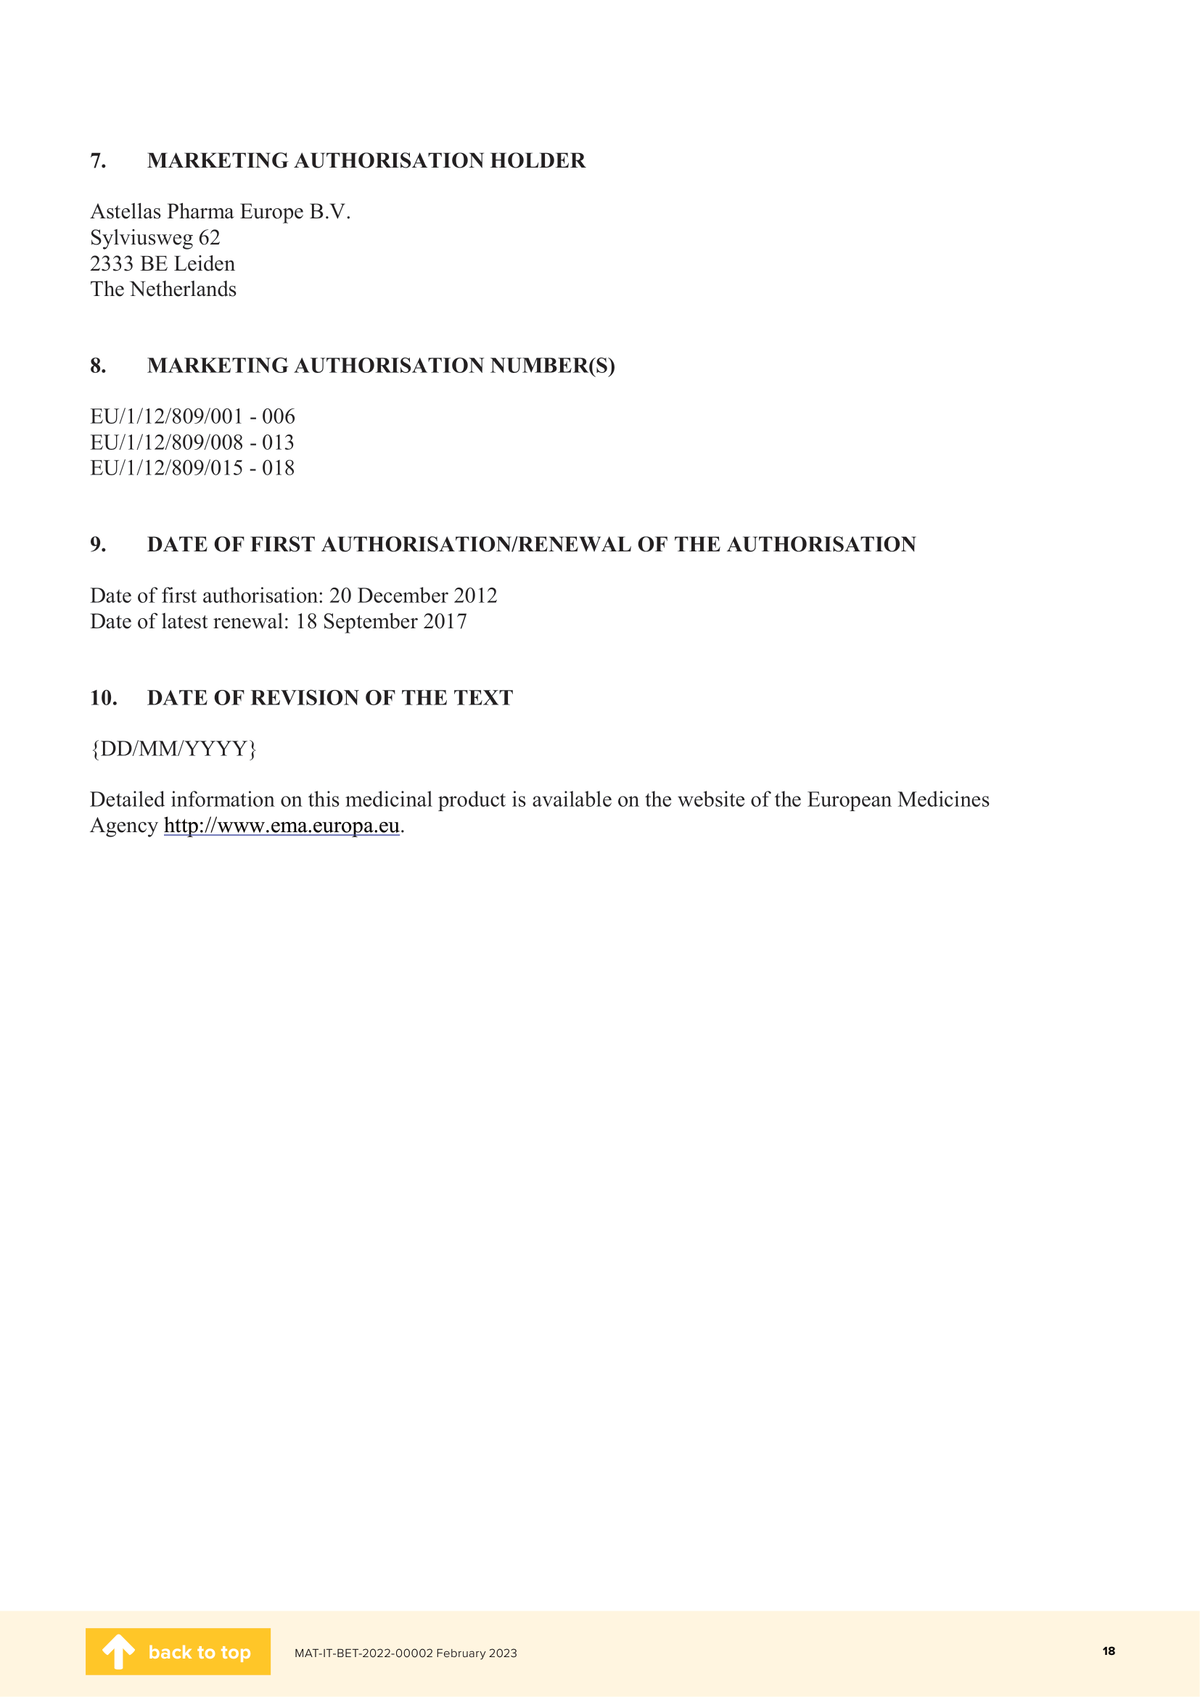 7. MARKETING AUTHORISATION HOLDER
Astellas Pharma Europe B.V.
Sylviusweg 62
2333 BE Leiden
The Netherlands
8. MARKETING AUTHORISATION NUMBER(S)
EU/1/12/809/001 - 006
EU/1/12/809/008 - 013
EU/1/12/809/015 - 018
9. DATE OF FIRST AUTHORISATION/RENEWAL OF THE AUTHORISATION
Date of first authorisation: 20 December 2012
Date of latest renewal: 18 September 2017
10. DATE OF REVISION OF THE TEXT
{DD/MM/YYYY}
Detailed information on this medicinal product is available on the website of the European Medicines
Agency http://www.ema.europa.eu.
back to top
MAT-IT-BET-2022-00002 February 2023
18